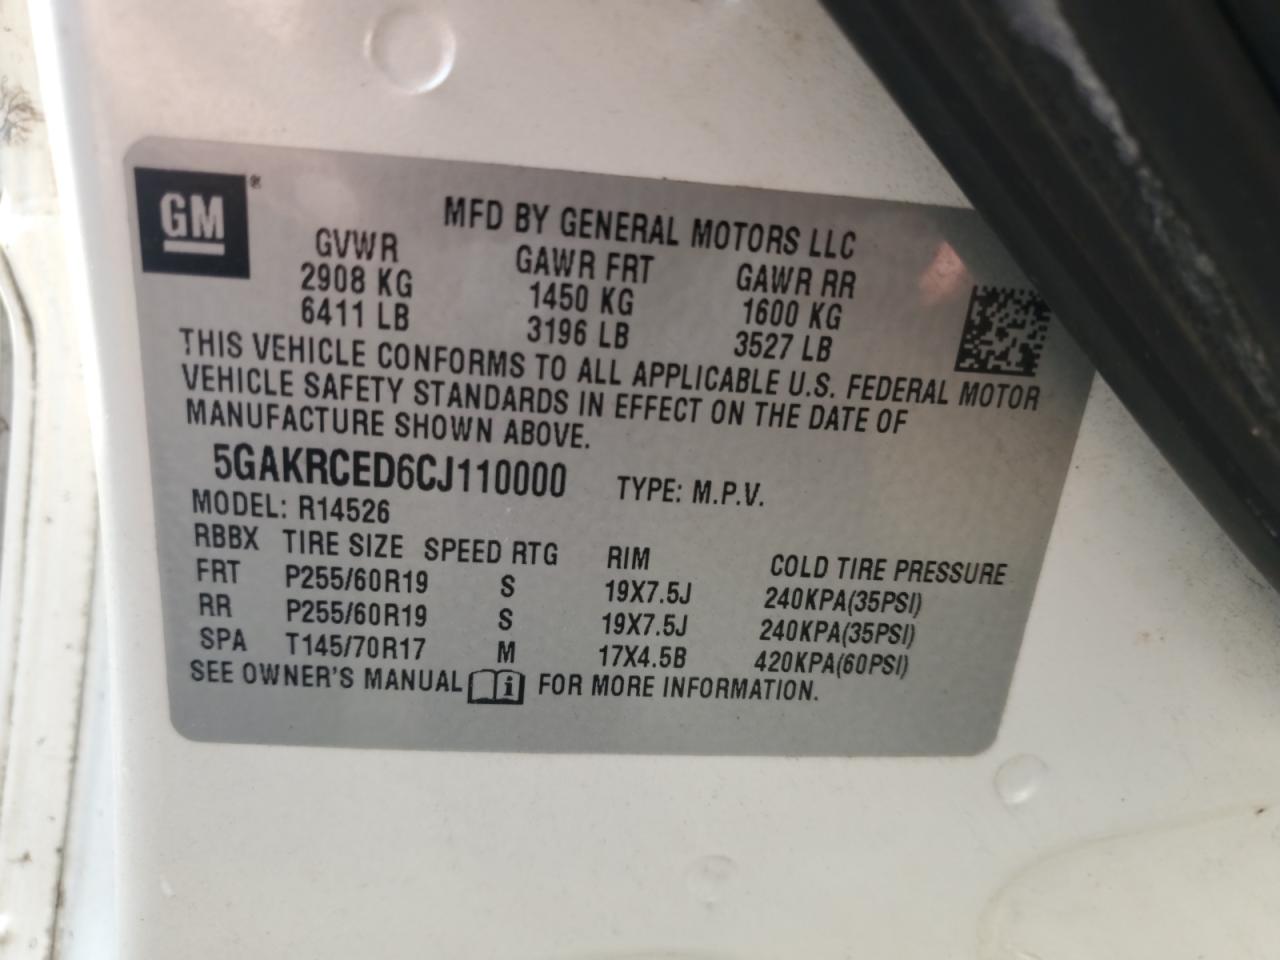 GM®
MFD BY GENERAL MOTORS LLC
GVWR GAWR FRT GAWR RR
2908 KG 1450 KG 1600 KG
6411 LB 3196 LB 3527 LB
THIS VEHICLE CONFORMS TO ALL APPLICABLE U.S. FEDERAL MOTOR
VEHICLE SAFETY STANDARDS IN EFFECT ON THE DATE OF
MANUFACTURE SHOWN ABOVE.
5GAKRCED6CJ110000 TYPE: M.P.V.
MODEL: R14526
RBBX TIRE SIZE SPEED RTG RIM COLD TIRE PRESSURE
FRT P255/60R19 S 19X7.5J 240KPA(35PSI)
RR P255/60R19 S 19X7.5J 240KPA(35PSI)
SPA T145/70R17 M 17X4.5B 420KPA(60PSI)
SEE OWNER'S MANUAL i FOR MORE INFORMATION.